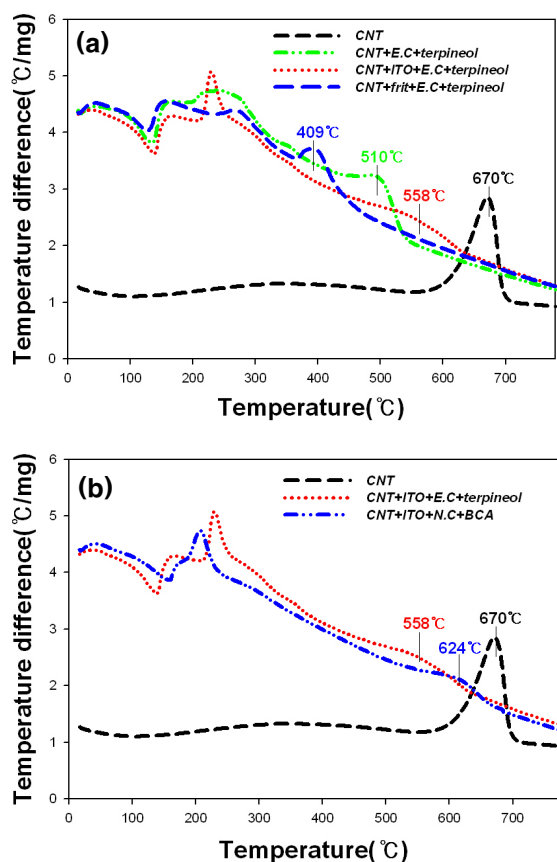 (a)
CNT
CNT+E.C+terpineol
CNT+ITO+E.C+terpineol
CNT+frit+E.C+terpineol
409℃
510℃
558℃
670℃
Temperature difference(℃/mg)
6
5
4
3
2
1
0
0 100 200 300 400 500 600 700
Temperature(℃)
(b)
CNT
CNT+ITO+E.C+terpineol
CNT+ITO+N.C+BCA
558℃
624℃
670℃
Temperature difference(℃/mg)
6
5
4
3
2
1
0
0 100 200 300 400 500 600 700
Temperature(℃)